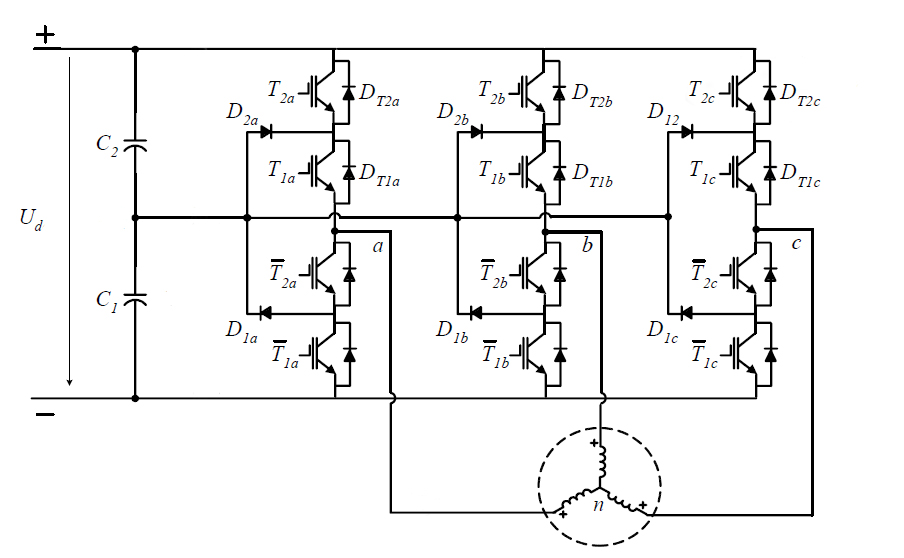 +
T2a DT2a T2b DT2b T2c DT2c
D2a D2b D12
C2
T1a DT1a T1b DT1b T1c DT1c
Ud
a b c
T̅2a T̅2b T̅2c
C1
D1a D1b D1c
T̅1a T̅1b T̅1c
−
+
n
+ +